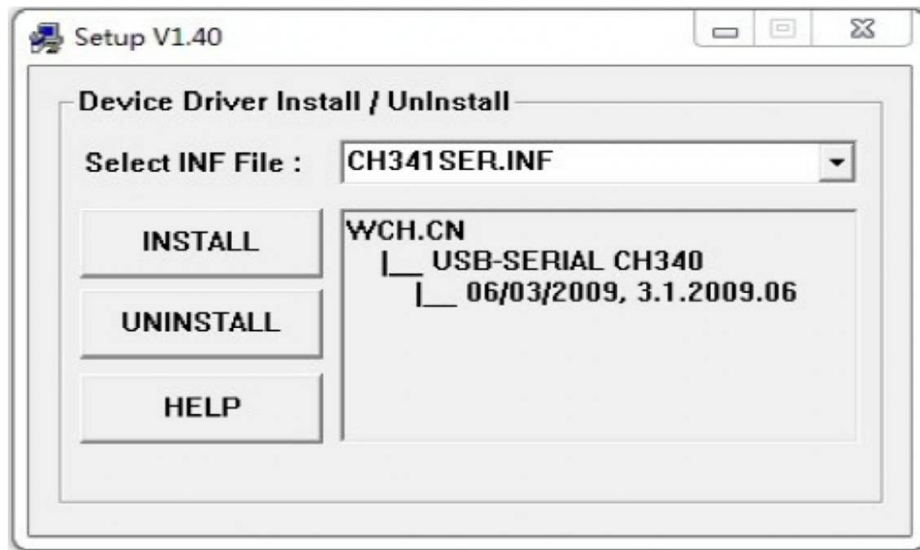 Setup V1.40
Device Driver Install / UnInstall
Select INF File :
CH341SER.INF
INSTALL
UNINSTALL
HELP
WCH.CN
|__ USB-SERIAL CH340
|__ 06/03/2009, 3.1.2009.06